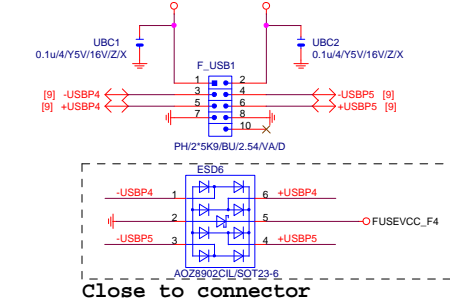 UBC1
0.1u/4/Y5V/16V/Z/X
UBC2
0.1u/4/Y5V/16V/Z/X
F_USB1
1 2
[9] -USBP4 3 4 -USBP5 [9]
[9] +USBP4 5 6 +USBP5 [9]
7 8
10
PH/2*5K9/BU/2.54/VA/D
ESD6
-USBP4 1 6 +USBP4
2 5 FUSEVCC_F4
-USBP5 3 4 +USBP5
AOZ8902CIL/SOT23-6
Close to connector